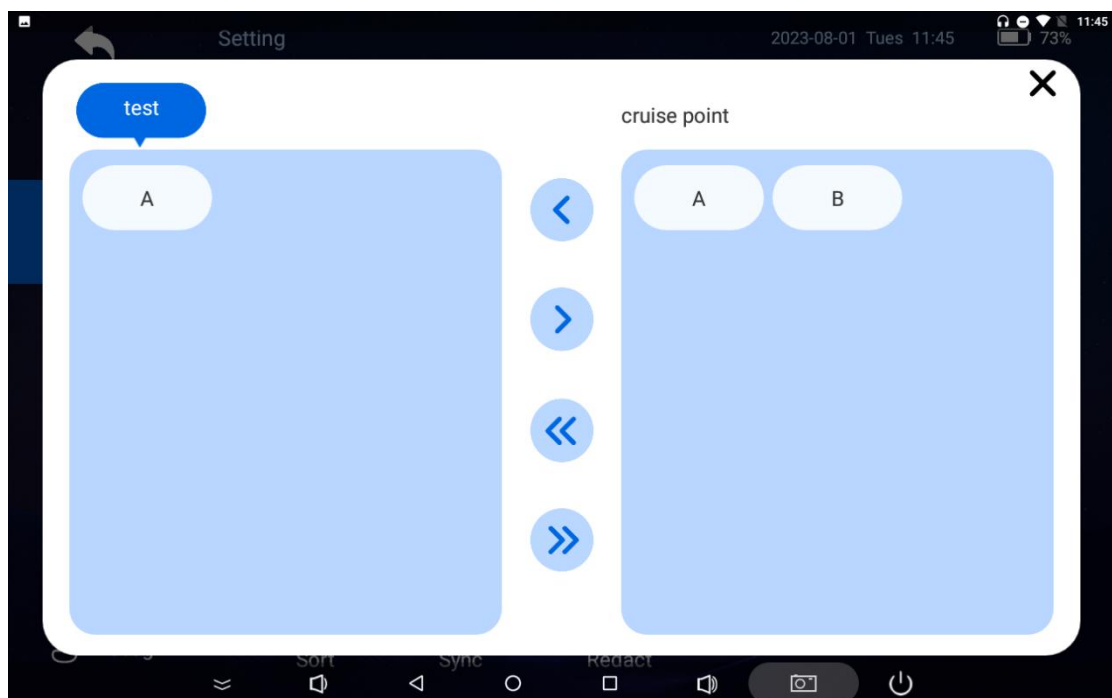 11:45
Setting
2023-08-01 Tues 11:45
73%
test
cruise point
A
A B
Sort Sync Redact